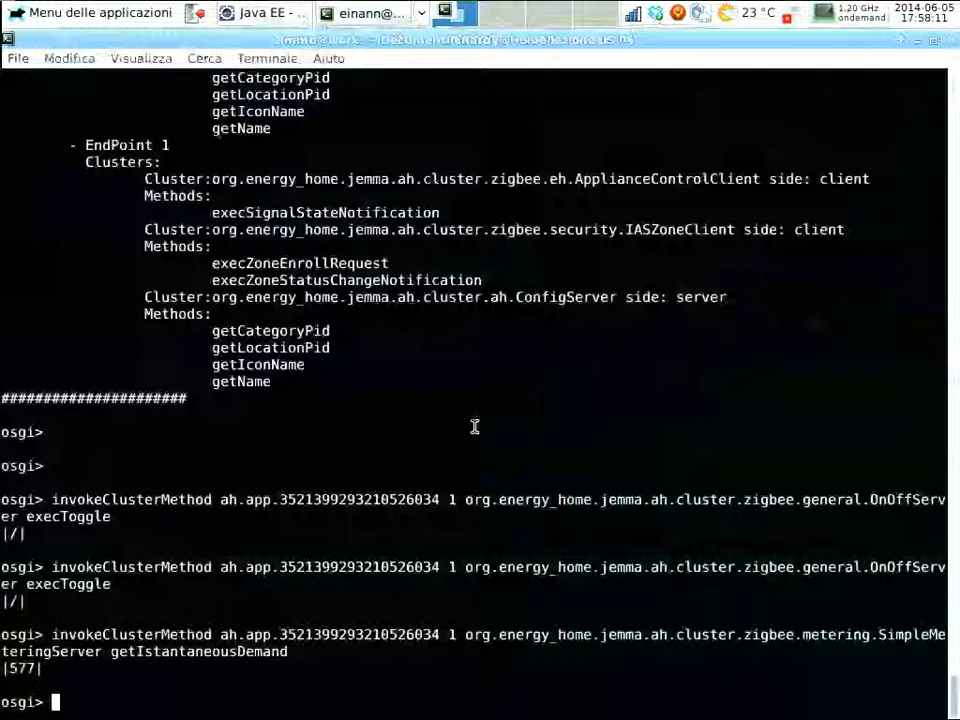 Menu delle applicazioni
Java EE - ...
einann@...
23 °C
1.20 GHz
ondemand
2014-06-05
17:58:11
File Modifica Visualizza Cerca Terminale Aiuto
getCategoryPid
getLocationPid
getIconName
getName
- EndPoint 1
Clusters:
Cluster:org.energy_home.jemma.ah.cluster.zigbee.eh.ApplianceControlClient side: client
Methods:
execSignalStateNotification
Cluster:org.energy_home.jemma.ah.cluster.zigbee.security.IASZoneClient side: client
Methods:
execZoneEnrollRequest
execZoneStatusChangeNotification
Cluster:org.energy_home.jemma.ah.cluster.ah.ConfigServer side: server
Methods:
getCategoryPid
getLocationPid
getIconName
getName
######################
osgi>
osgi>
osgi> invokeClusterMethod ah.app.3521399293210526034 1 org.energy_home.jemma.ah.cluster.zigbee.general.OnOffServ
er execToggle
|/|
osgi> invokeClusterMethod ah.app.3521399293210526034 1 org.energy_home.jemma.ah.cluster.zigbee.general.OnOffServ
er execToggle
|/|
osgi> invokeClusterMethod ah.app.3521399293210526034 1 org.energy_home.jemma.ah.cluster.zigbee.metering.SimpleMe
teringServer getIstantaneousDemand
|577|
osgi>